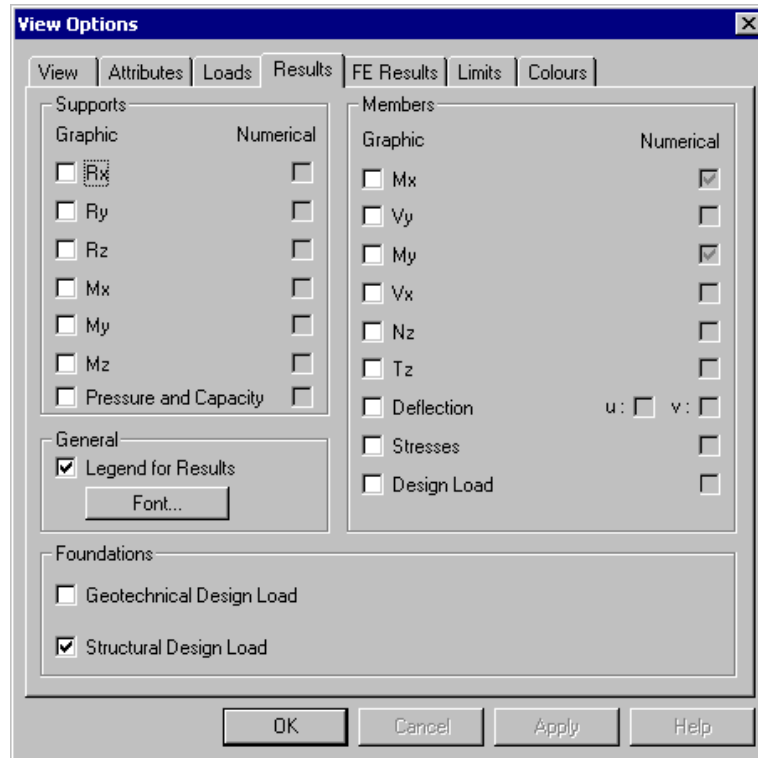 View Options
View Attributes Loads Results FE Results Limits Colours
Supports
Graphic Numerical
Rx
Ry
Rz
Mx
My
Mz
Pressure and Capacity
General
Legend for Results
Font...
Members
Graphic Numerical
Mx
Vy
My
Vx
Nz
Tz
Deflection u: v:
Stresses
Design Load
Foundations
Geotechnical Design Load
Structural Design Load
OK Cancel Apply Help